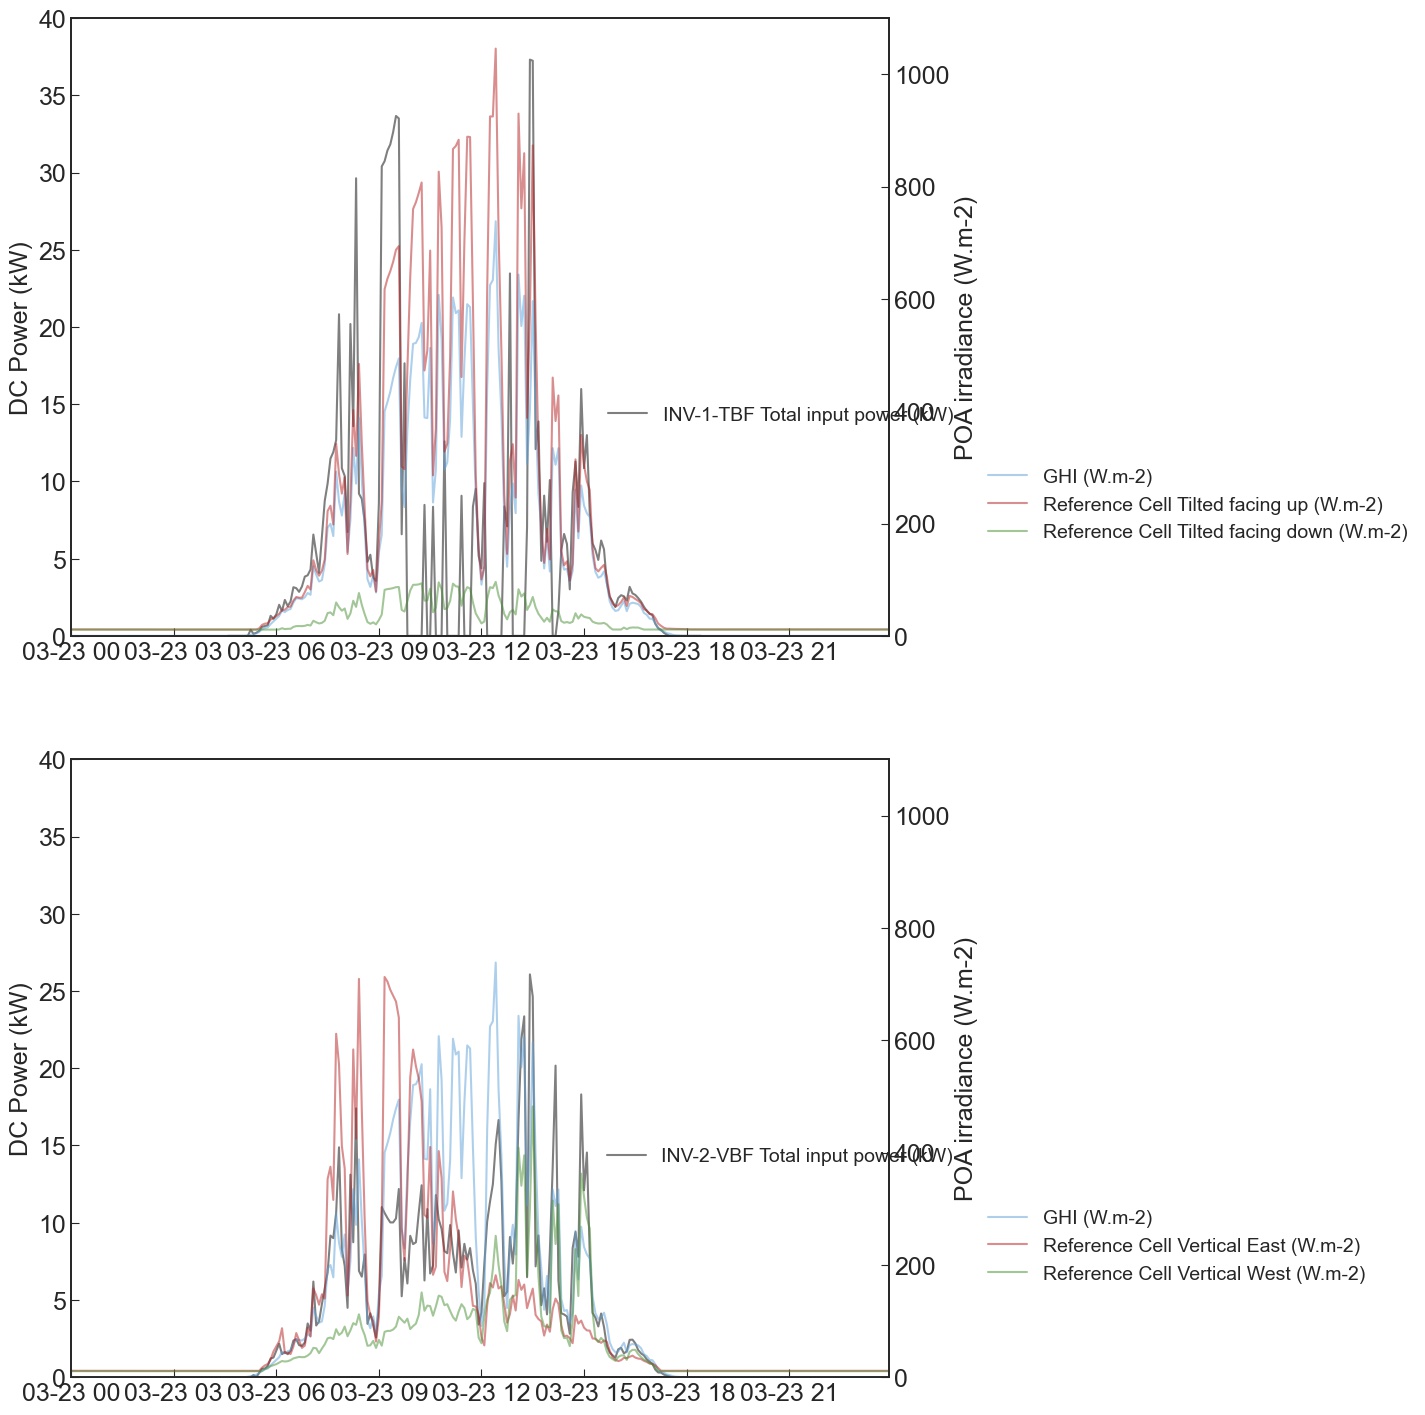 40
35
30
25
20
15
10
5
0
DC Power (kW)
1000
800
600
400
200
0
POA irradiance (W.m-2)
INV-1-TBF Total input power (kW)
GHI (W.m-2)
Reference Cell Tilted facing up (W.m-2)
Reference Cell Tilted facing down (W.m-2)
03-23 00 03-23 03 03-23 06 03-23 09 03-23 12 03-23 15 03-23 18 03-23 21
40
35
30
25
20
15
10
5
0
DC Power (kW)
1000
800
600
400
200
0
POA irradiance (W.m-2)
INV-2-VBF Total input power (kW)
GHI (W.m-2)
Reference Cell Vertical East (W.m-2)
Reference Cell Vertical West (W.m-2)
03-23 00 03-23 03 03-23 06 03-23 09 03-23 12 03-23 15 03-23 18 03-23 21